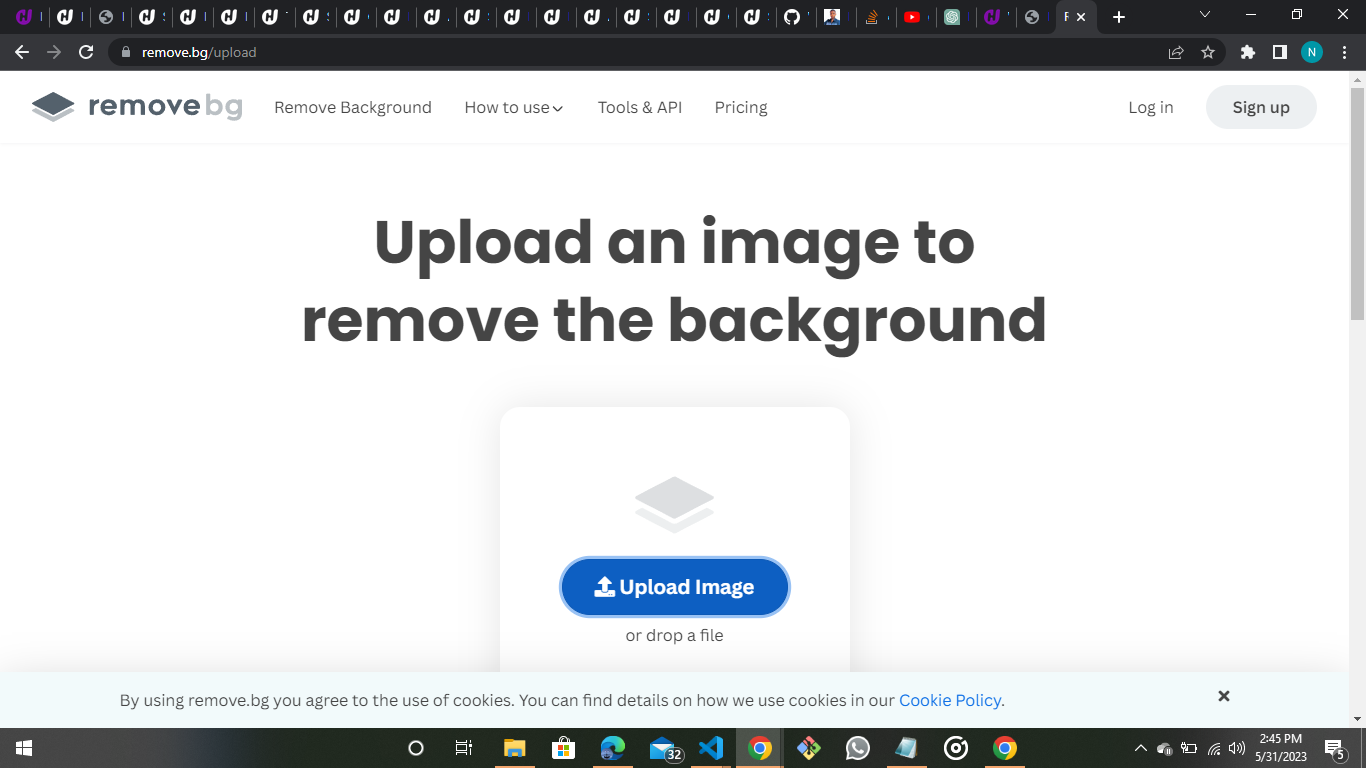 remove.bg/upload
N
removebg
Remove Background
How to use
Tools & API
Pricing
Log in
Sign up
Upload an image to
remove the background
Upload Image
or drop a file
By using remove.bg you agree to the use of cookies. You can find details on how we use cookies in our Cookie Policy.
32
2:45 PM
5/31/2023
5